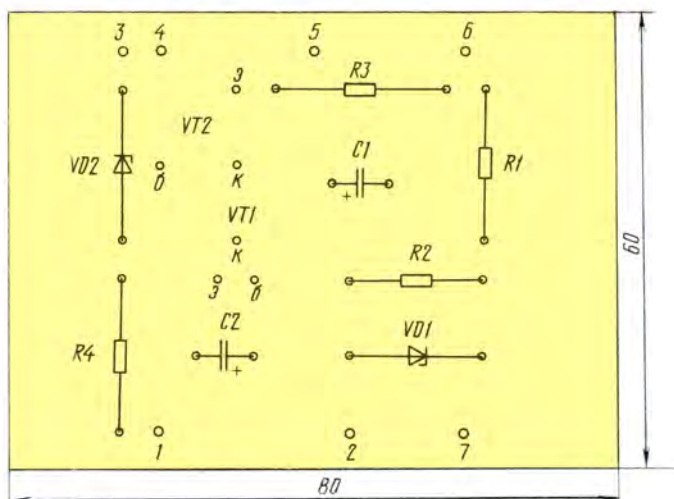 3 4 5 6
э R3
VT2
VD2 б к C1 R1
+
VT1
к
э б R2
C2 VD1
R4 +
1 2 7
60
80